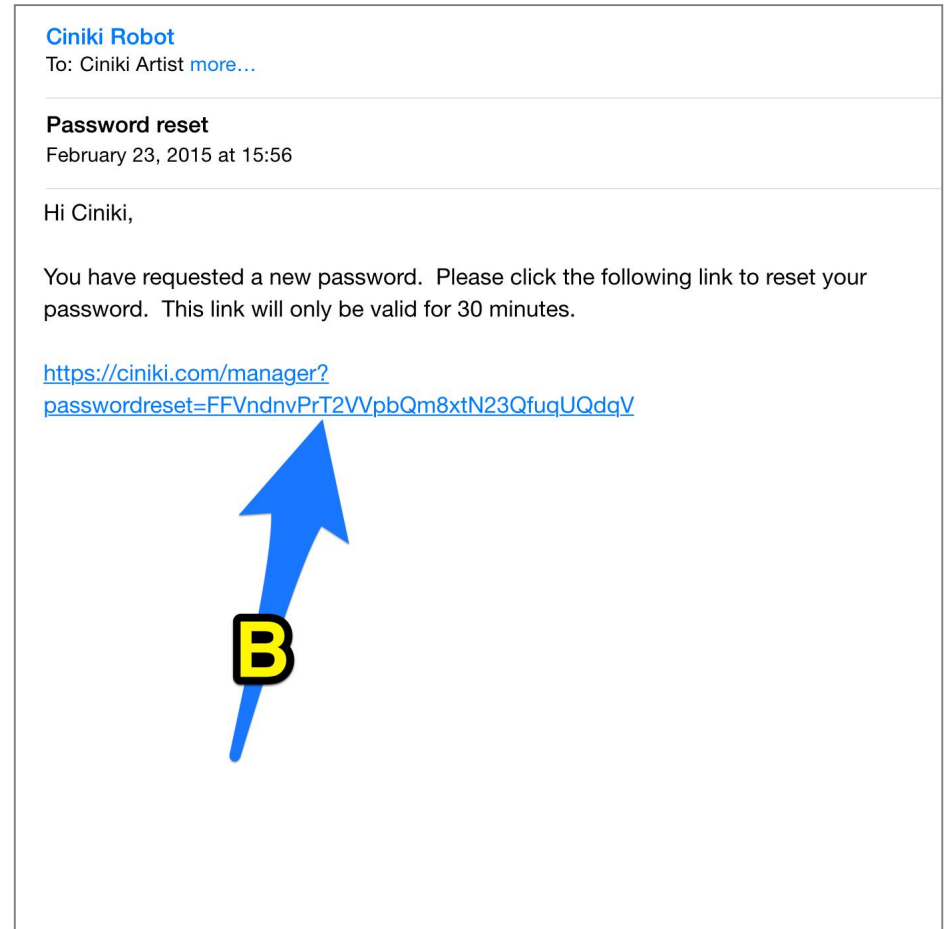 Ciniki Robot
To: Ciniki Artist more...
Password reset
February 23, 2015 at 15:56
Hi Ciniki,
You have requested a new password.  Please click the following link to reset your
password.  This link will only be valid for 30 minutes.
https://ciniki.com/manager?
passwordreset=FFVndnvPrT2VVpbQm8xtN23QfuqUQdqV
B